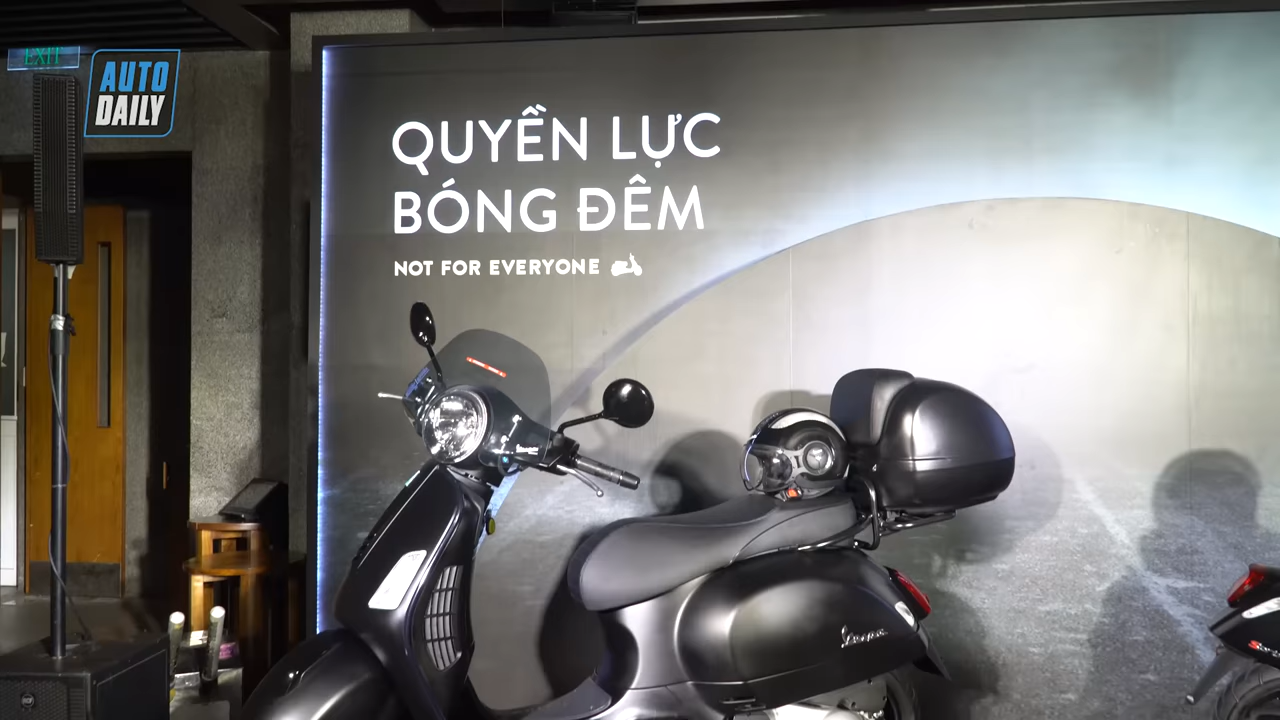 EXIT
AUTO
DAILY
QUYỀN LỰC
BÓNG ĐÊM
NOT FOR EVERYONE
Vespa